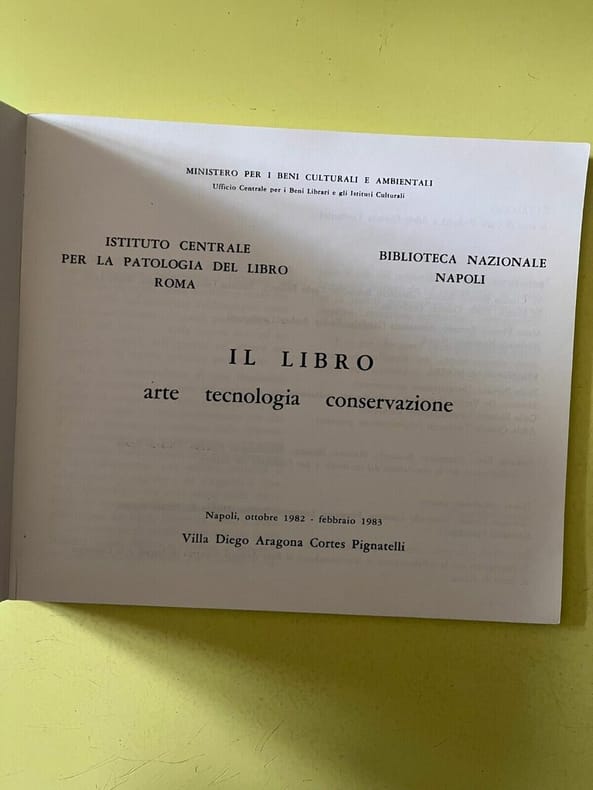 MINISTERO PER I BENI CULTURALI E AMBIENTALI
Ufficio Centrale per i Beni Librari e gli Istituti Culturali
ISTITUTO CENTRALE
PER LA PATOLOGIA DEL LIBRO
ROMA
BIBLIOTECA NAZIONALE
NAPOLI
IL LIBRO
arte tecnologia conservazione
Napoli, ottobre 1982 - febbraio 1983
Villa Diego Aragona Cortes Pignatelli